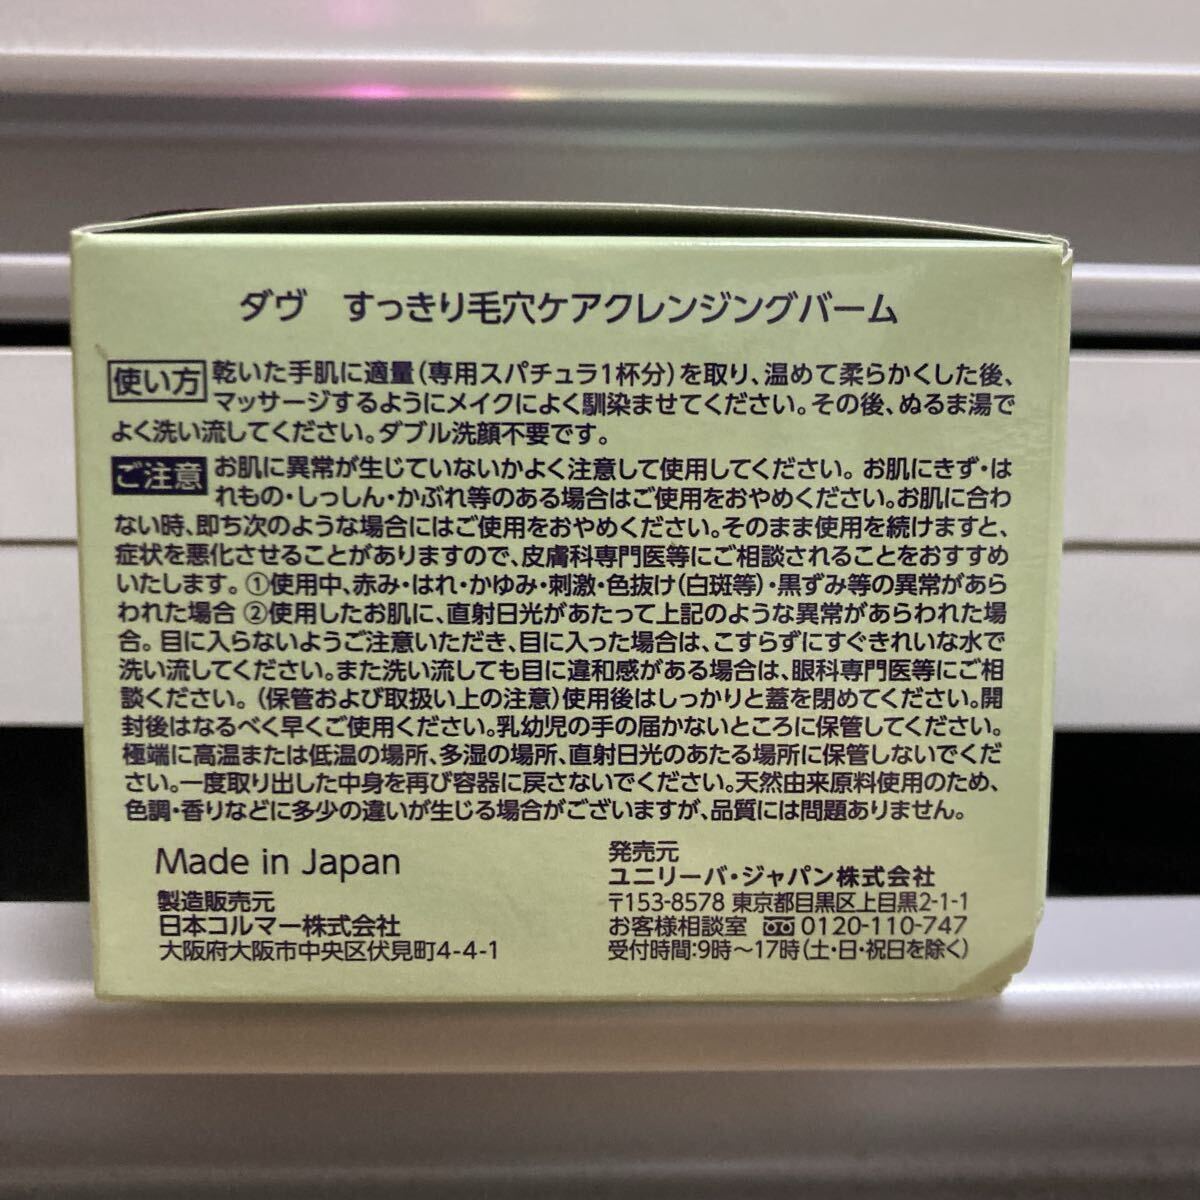 ダヴ すっきり毛穴ケアクレンジングバーム
使い方 乾いた手肌に適量(専用スパチュラ1杯分)を取り、温めて柔らかくした後、
マッサージするようにメイクによく馴染ませてください。その後、ぬるま湯で
よく洗い流してください。ダブル洗顔不要です。
ご注意 お肌に異常が生じていないかよく注意して使用してください。お肌にきず・は
れもの・しっしん・かぶれ等のある場合はご使用をおやめください。お肌に合わ
ない時、即ち次のような場合にはご使用をおやめください。そのまま使用を続けますと、
症状を悪化させることがありますので、皮膚科専門医等にご相談されることをおすすめ
いたします。①使用中、赤み・はれ・かゆみ・刺激・色抜け(白斑等)・黒ずみ等の異常があら
われた場合 ②使用したお肌に、直射日光があたって上記のような異常があらわれた場
合。目に入らないようご注意いただき、目に入った場合は、こすらずにすぐきれいな水で
洗い流してください。また洗い流しても目に違和感がある場合は、眼科専門医等にご相
談ください。(保管および取扱い上の注意)使用後はしっかりと蓋を閉めてください。開
封後はなるべく早くご使用ください。乳幼児の手の届かないところに保管してください。
極端に高温または低温の場所、多湿の場所、直射日光のあたる場所に保管しないでくだ
さい。一度取り出した中身を再び容器に戻さないでください。天然由来原料使用のため、
色調・香りなどに多少の違いが生じる場合がございますが、品質には問題ありません。
Made in Japan
製造販売元
日本コルマー株式会社
大阪府大阪市中央区伏見町4-4-1
発売元
ユニリーバ・ジャパン株式会社
〒153-8578 東京都目黒区上目黒2-1-1
お客様相談室 0120-110-747
受付時間:9時～17時(土・日・祝日を除く)